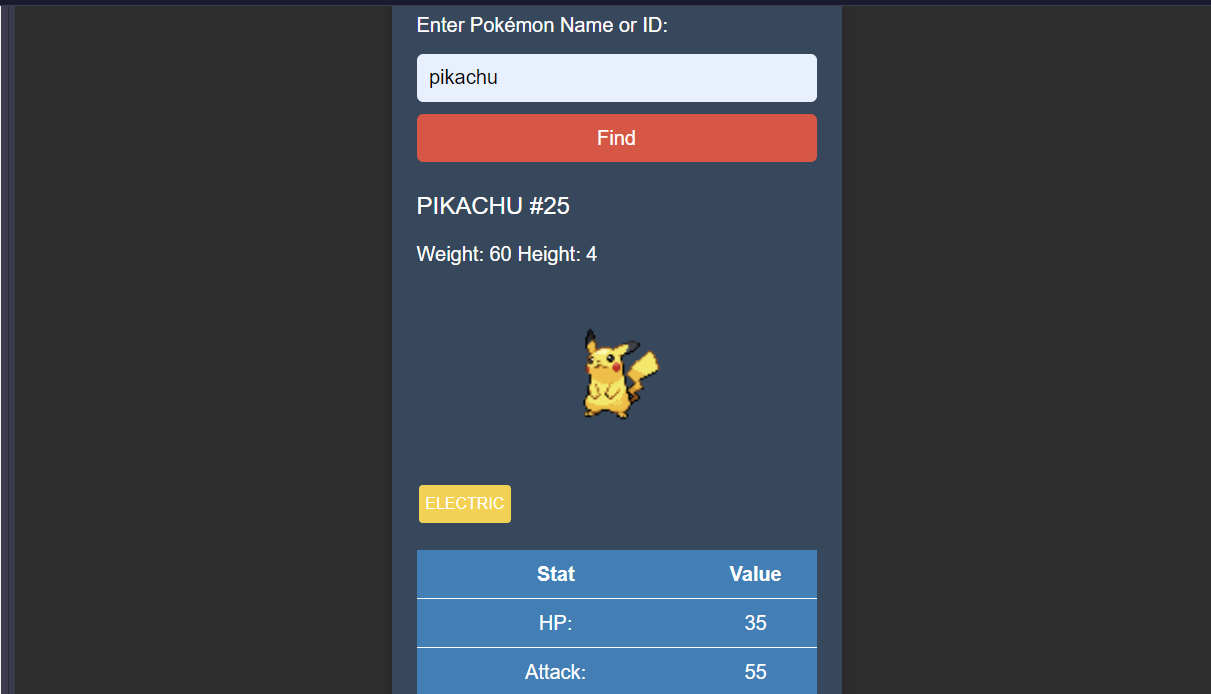 Enter Pokémon Name or ID:
pikachu
Find
PIKACHU #25
Weight: 60 Height: 4
ELECTRIC
Stat Value
HP: 35
Attack: 55